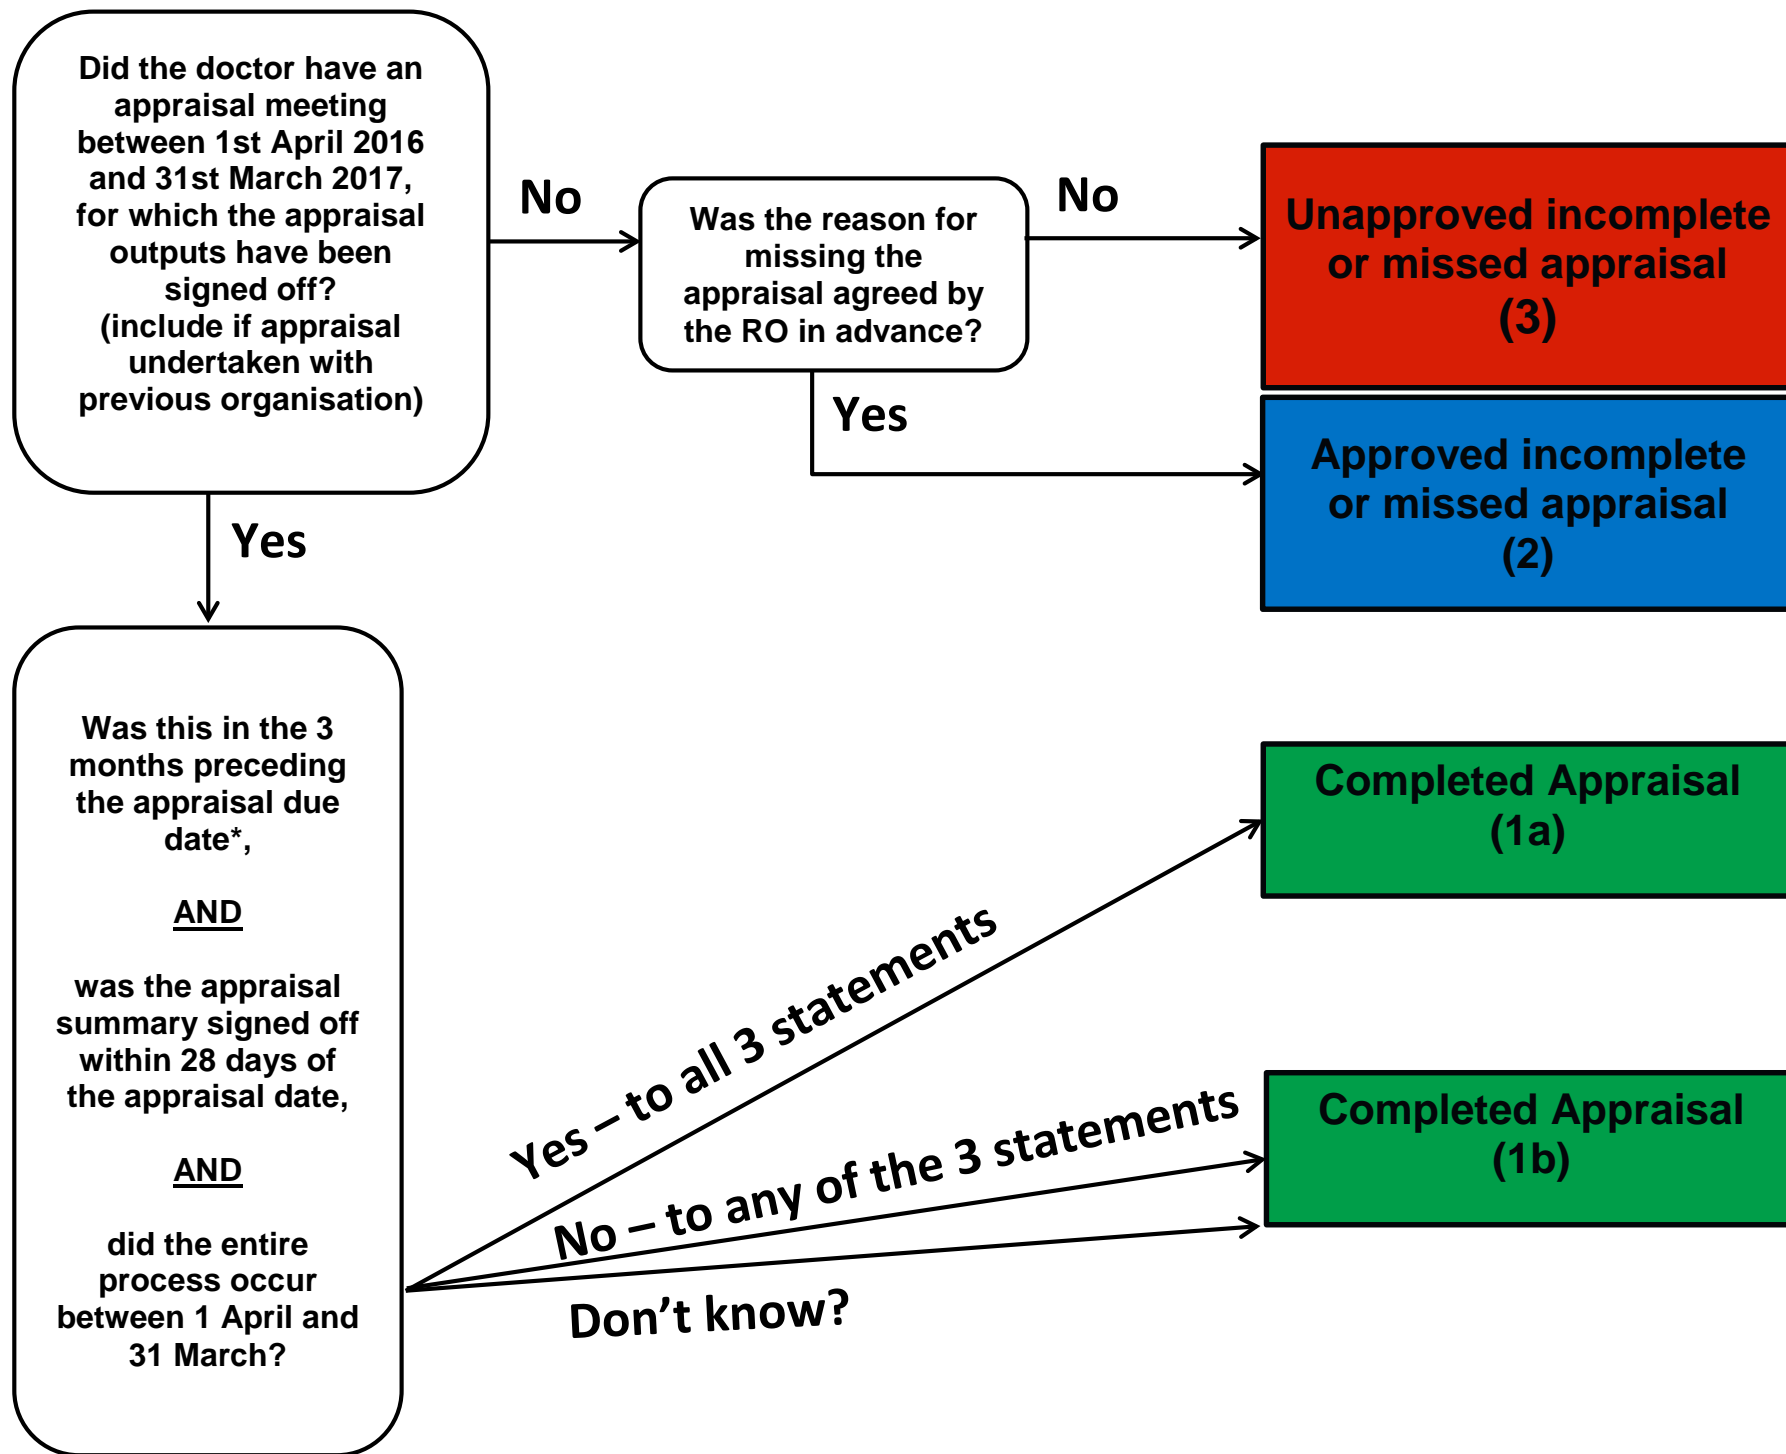 Did the doctor have an
appraisal meeting
between 1st April 2016
and 31st March 2017,
for which the appraisal
outputs have been
signed off?
(include if appraisal
undertaken with
previous organisation)
No
Was the reason for
missing the
appraisal agreed by
the RO in advance?
No
Unapproved incomplete
or missed appraisal
(3)
Yes
Approved incomplete
or missed appraisal
(2)
Yes
Was this in the 3
months preceding
the appraisal due
date*,
AND
was the appraisal
summary signed off
within 28 days of
the appraisal date,
AND
did the entire
process occur
between 1 April and
31 March?
Yes – to all 3 statements
Completed Appraisal
(1a)
No – to any of the 3 statements
Don’t know?
Completed Appraisal
(1b)